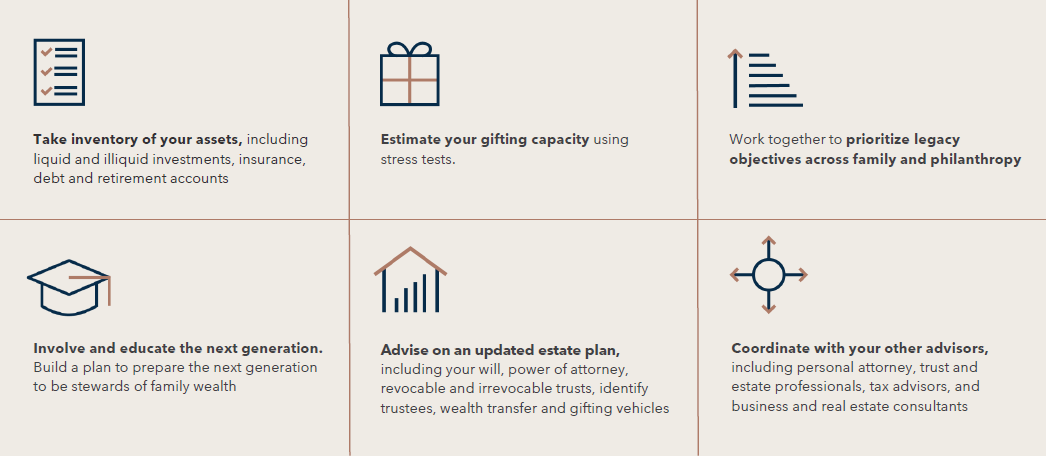 Take inventory of your assets, including
liquid and illiquid investments, insurance,
debt and retirement accounts
Estimate your gifting capacity using
stress tests.
Work together to prioritize legacy
objectives across family and philanthropy
Involve and educate the next generation.
Build a plan to prepare the next generation
to be stewards of family wealth
Advise on an updated estate plan,
including your will, power of attorney,
revocable and irrevocable trusts, identify
trustees, wealth transfer and gifting vehicles
Coordinate with your other advisors,
including personal attorney, trust and
estate professionals, tax advisors, and
business and real estate consultants